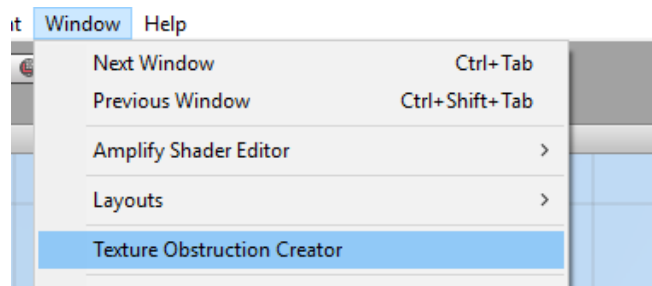 Window Help
Next Window Ctrl+Tab
Previous Window Ctrl+Shift+Tab
Amplify Shader Editor
Layouts
Texture Obstruction Creator